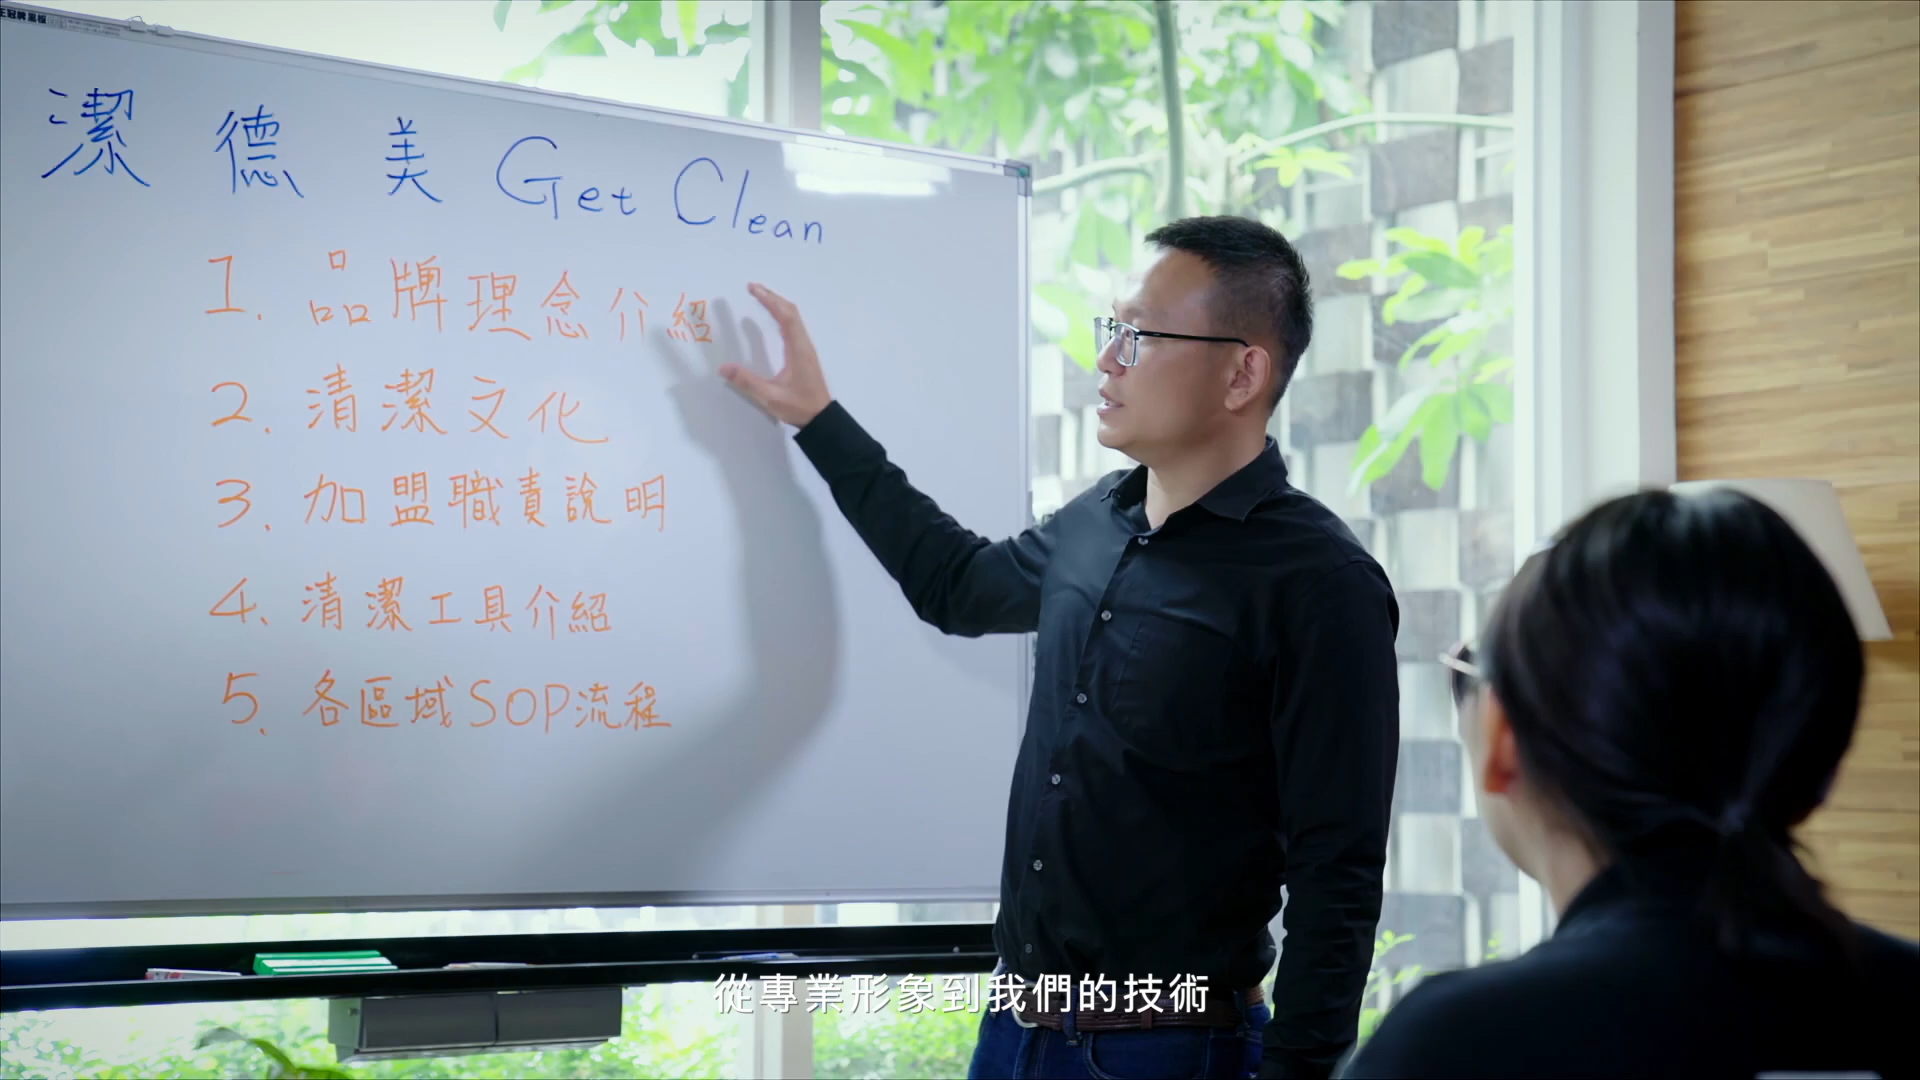 潔德美 Get Clean
1. 品牌理念介紹
2. 清潔文化
3. 加盟職責說明
4. 清潔工具介紹
5. 各區域SOP流程
從專業形象到我們的技術